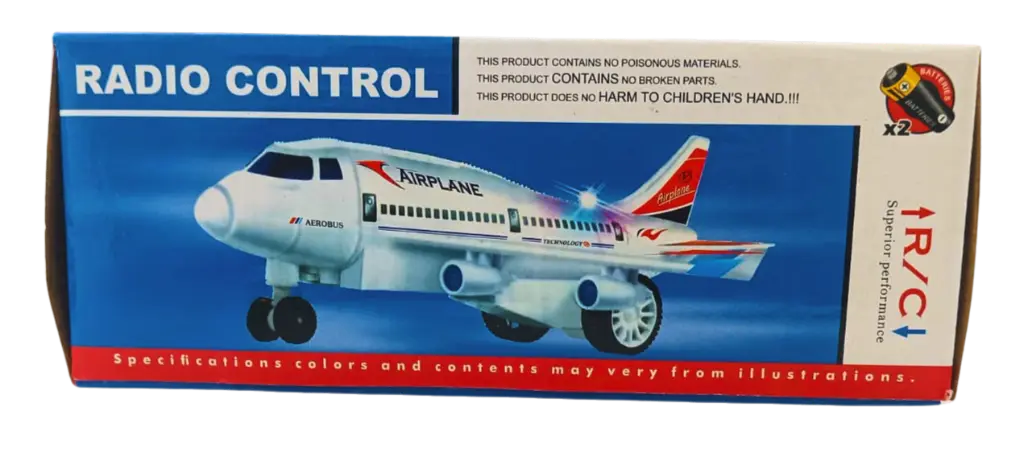 RADIO CONTROL
THIS PRODUCT CONTAINS NO POISONOUS MATERIALS.
THIS PRODUCT CONTAINS NO BROKEN PARTS.
THIS PRODUCT DOES NO HARM TO CHILDREN'S HAND.!!!
BATTERIES
BATTERIES
X2
AIRPLANE
Airplane
AEROBUS
TECHNOLOGY
R/C
Superior performance
Specifications colors and contents may very from illustrations.